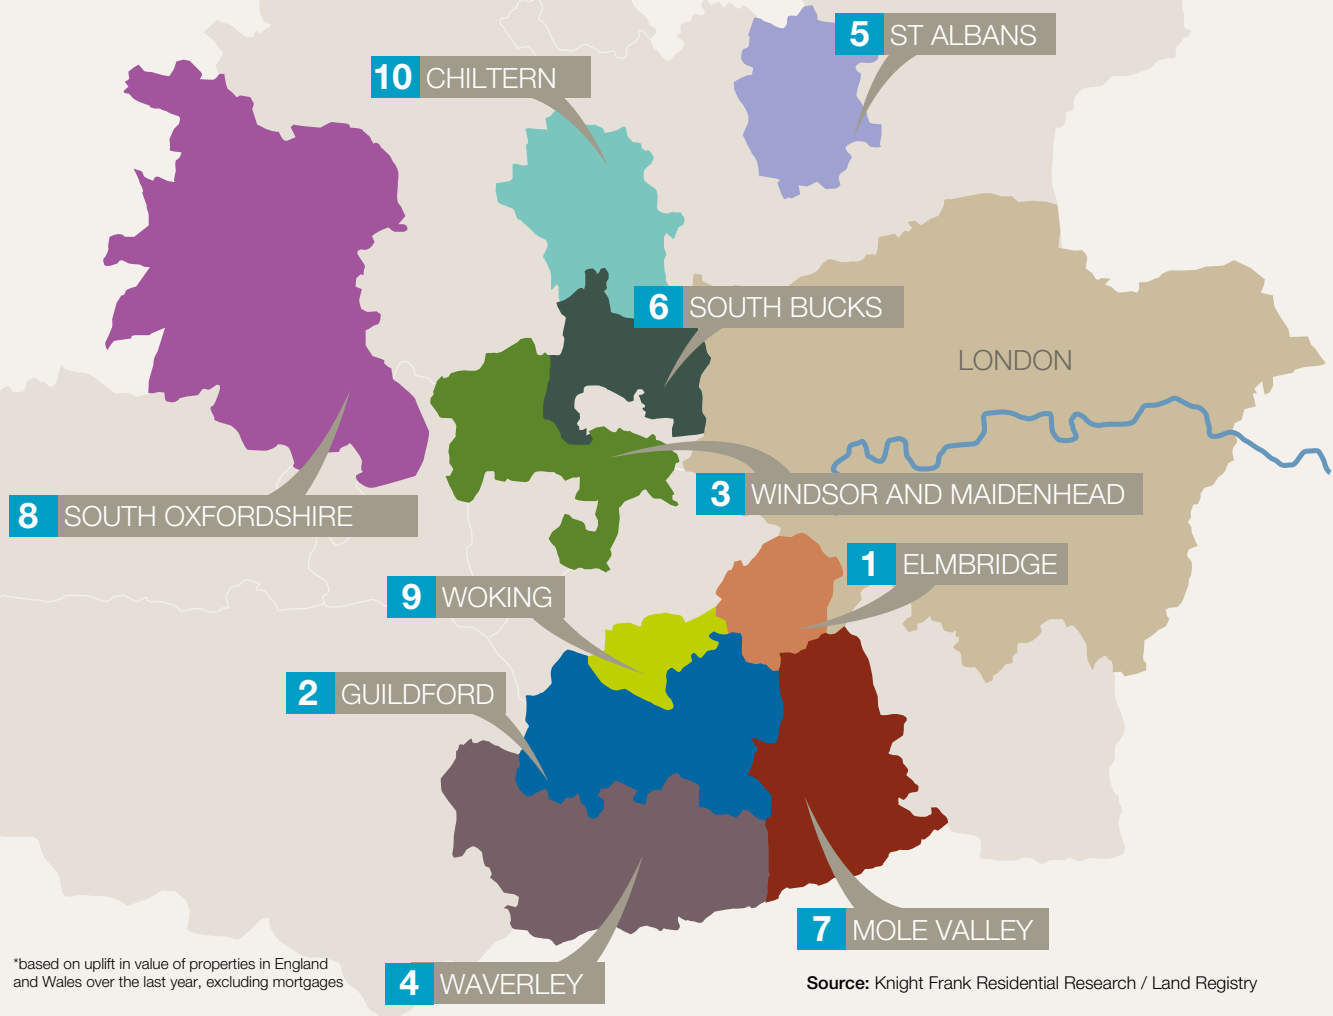 5 ST ALBANS
10 CHILTERN
6 SOUTH BUCKS
LONDON
3 WINDSOR AND MAIDENHEAD
8 SOUTH OXFORDSHIRE
1 ELMBRIDGE
9 WOKING
2 GUILDFORD
7 MOLE VALLEY
*based on uplift in value of properties in England
and Wales over the last year, excluding mortgages
4 WAVERLEY
Source: Knight Frank Residential Research / Land Registry